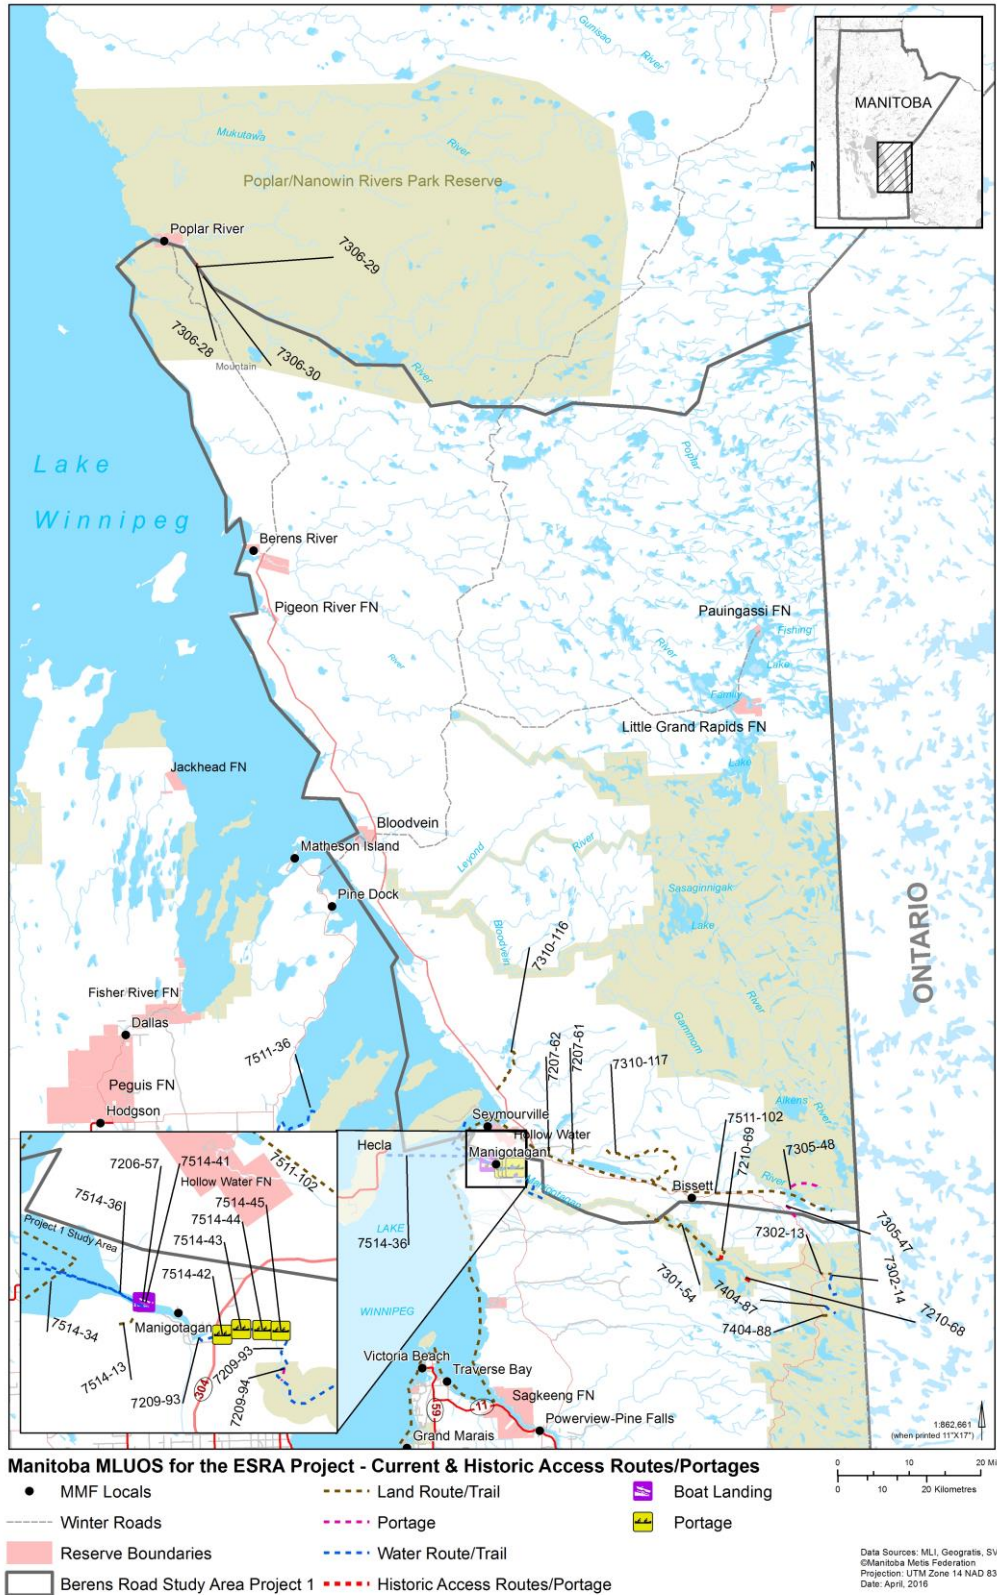 Gunisao
River
MANITOBA
Mukutawa
River
Poplar/Nanowin Rivers Park Reserve
Poplar River
7306-29
7306-28
7306-30
Mountain
River
Lake
Winnipeg
Poplar
Berens River
Pigeon River FN
Pauingassi FN
Fishing
River
Lake
River
Family
Little Grand Rapids FN
Lake
Jackhead FN
Bloodvein
Matheson Island
River
Leyond
Pine Dock
Sasaginnigak
Lake
ONTARIO
Bloodvein
7310-116
Fisher River FN
River
Dallas
Gammom
7511-36
7207-62
7207-61
7310-117
Peguis FN
Hodgson
Aikens
River
Seymourville
7511-102
Hollow Water
7210-69
7305-48
Hecla
Manigotagan
Bissett
River
Manigotagan
7206-57
7514-41
7511-102
Hollow Water FN
7514-36
7514-45
7514-44
7514-43
Project 1 Study Area
7514-42
LAKE
7514-36
7302-13
7305-47
7301-54
7302-14
7404-87
7210-68
7404-88
WINNIPEG
7514-34
Manigotagan
7514-13
7209-93
7209-93
304
7209-94
Victoria Beach
Traverse Bay
Sagkeeng FN
59
11
Powerview-Pine Falls
Grand Marais
1:862,661
(when printed 11"X17")
Manitoba MLUOS for the ESRA Project - Current & Historic Access Routes/Portages
0 10 20 Mi
0 10 20 Kilometres
MMF Locals
Land Route/Trail
Boat Landing
Winter Roads
Portage
Portage
Reserve Boundaries
Water Route/Trail
Berens Road Study Area Project 1
Historic Access Routes/Portage
Data Sources: MLI, Geogratis, SV
©Manitoba Metis Federation
Projection: UTM Zone 14 NAD 83
Date: April, 2016